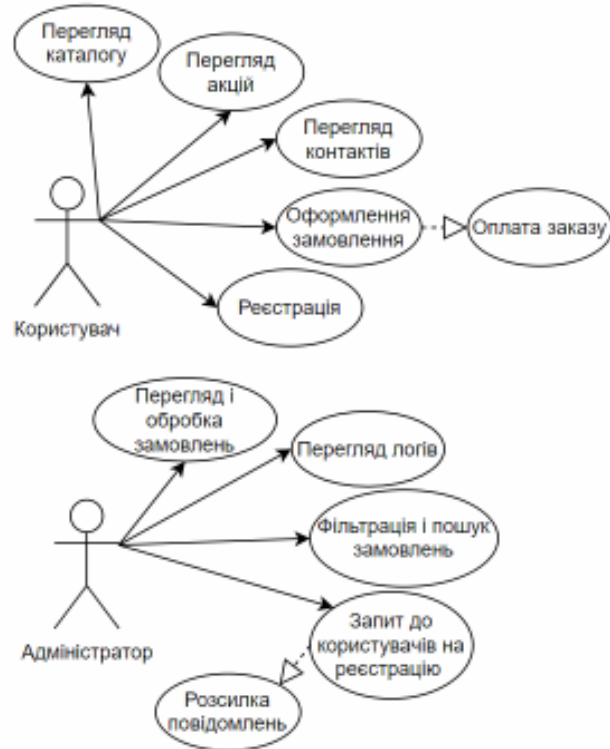 Перегляд
каталогу
Перегляд
акцій
Перегляд
контактів
Оформлення
замовлення
Оплата заказу
Реєстрація
Користувач
Перегляд і
обробка
замовлень
Перегляд логів
Фільтрація і пошук
замовлень
Запит до
користувачів на
реєстрацію
Адміністратор
Розсилка
повідомлень